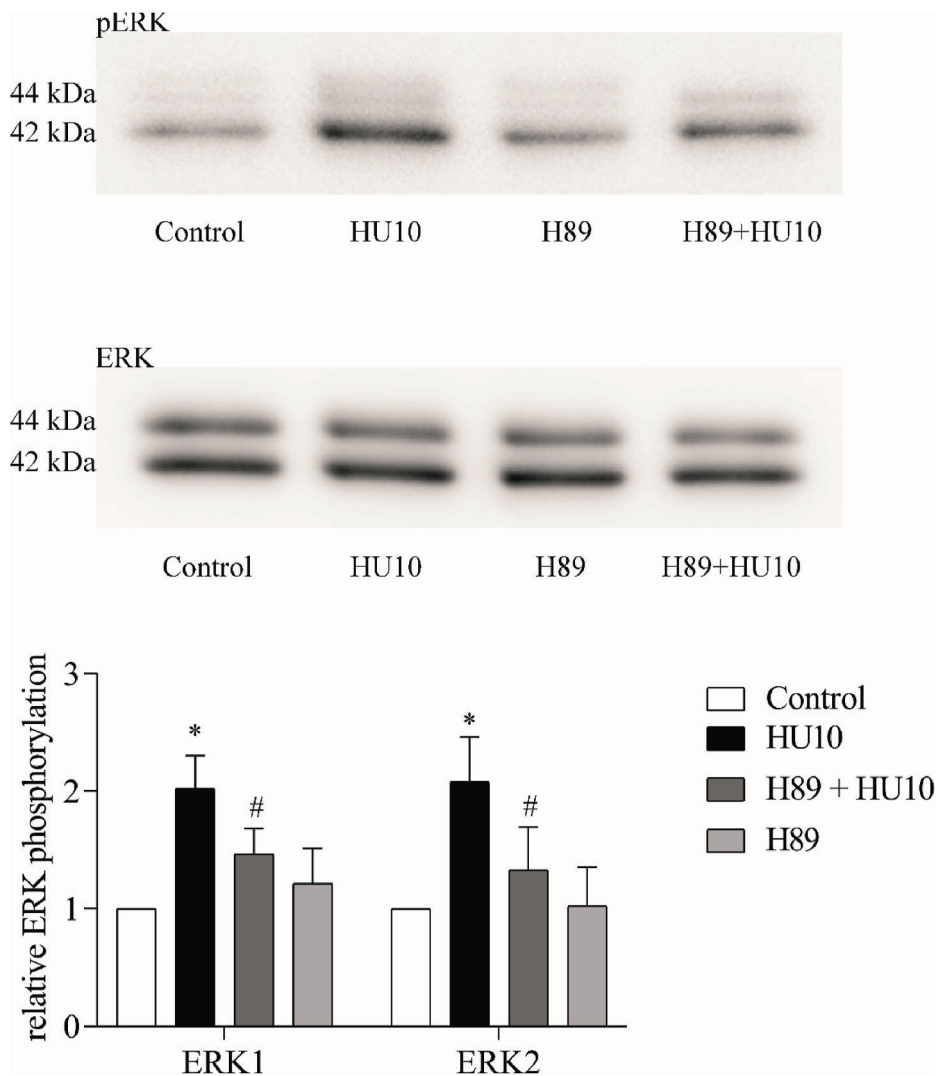 pERK
44 kDa
42 kDa
Control HU10 H89 H89+HU10
ERK
44 kDa
42 kDa
Control HU10 H89 H89+HU10
relative ERK phosphorylation
3
2
1
0
* # * #
ERK1 ERK2
Control
HU10
H89 + HU10
H89